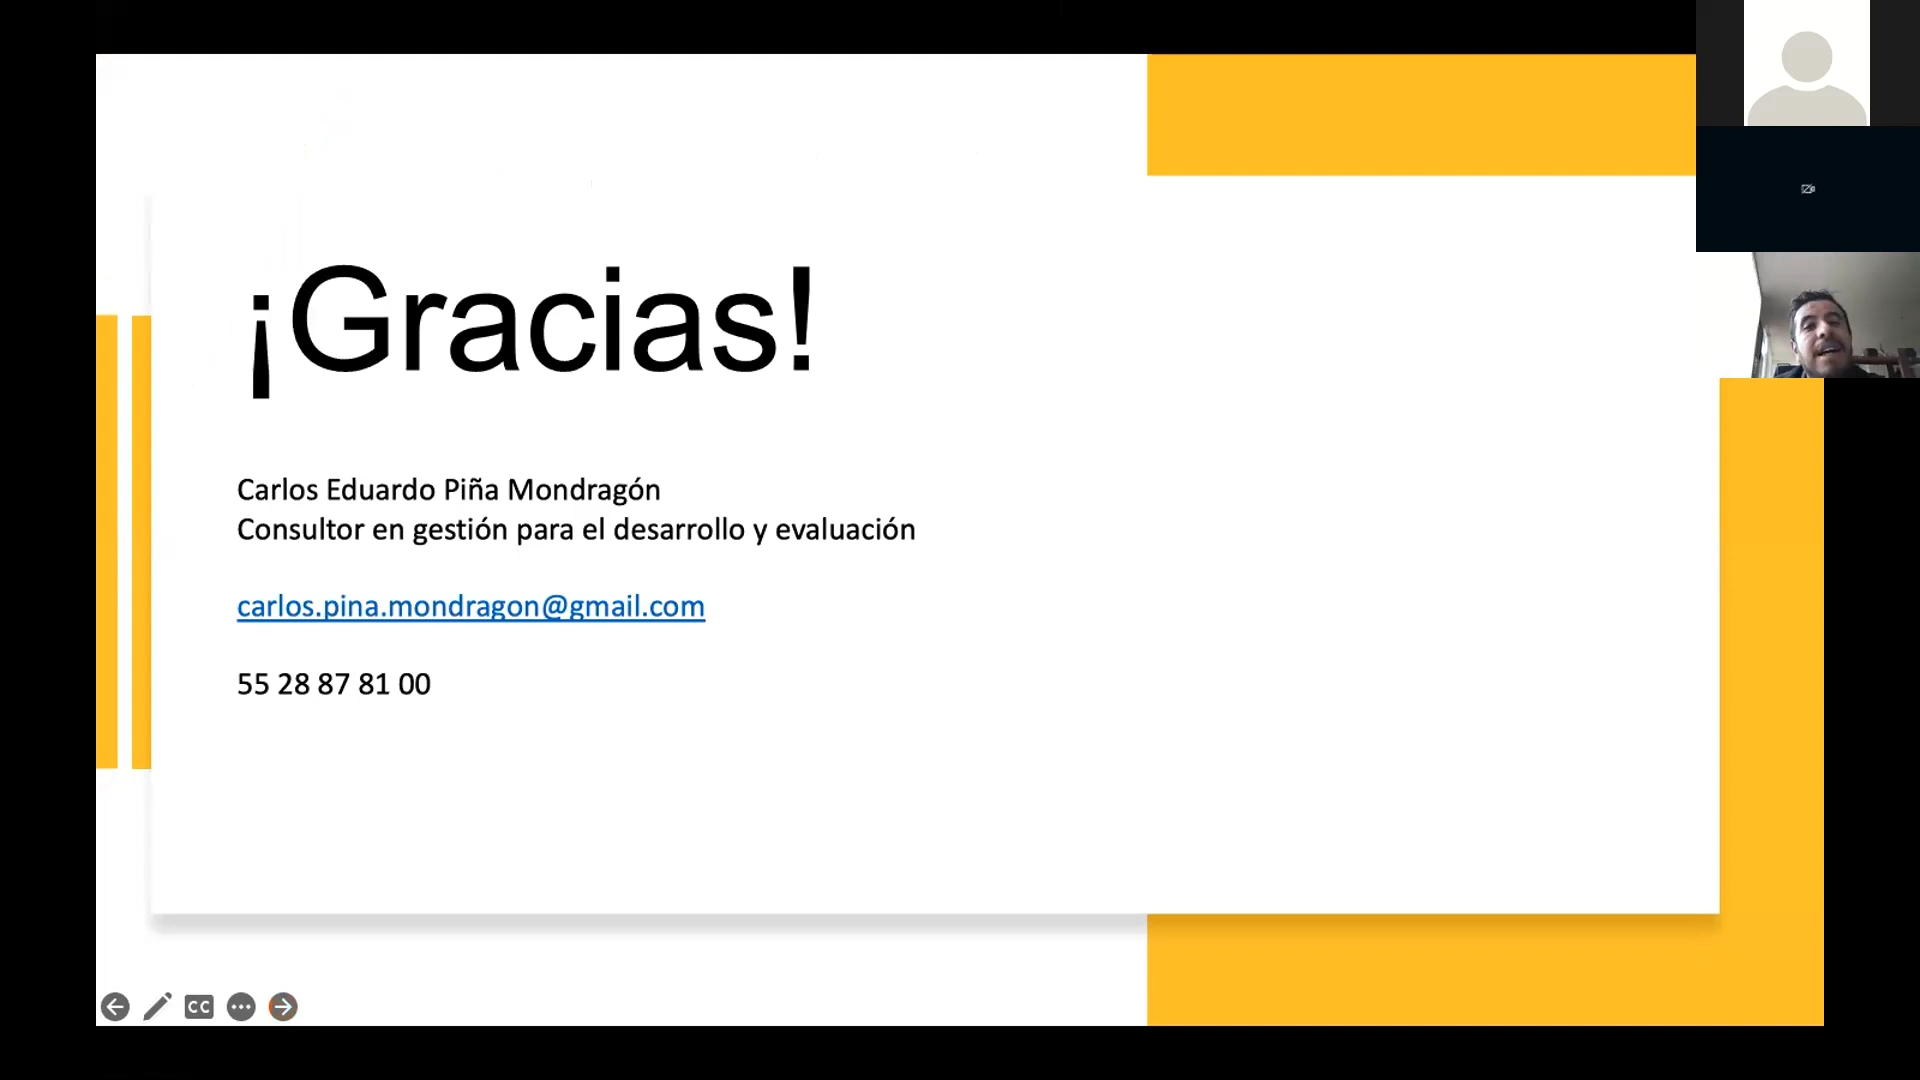 ¡Gracias!
Carlos Eduardo Piña Mondragón
Consultor en gestión para el desarrollo y evaluación
carlos.pina.mondragon@gmail.com
55 28 87 81 00
CC